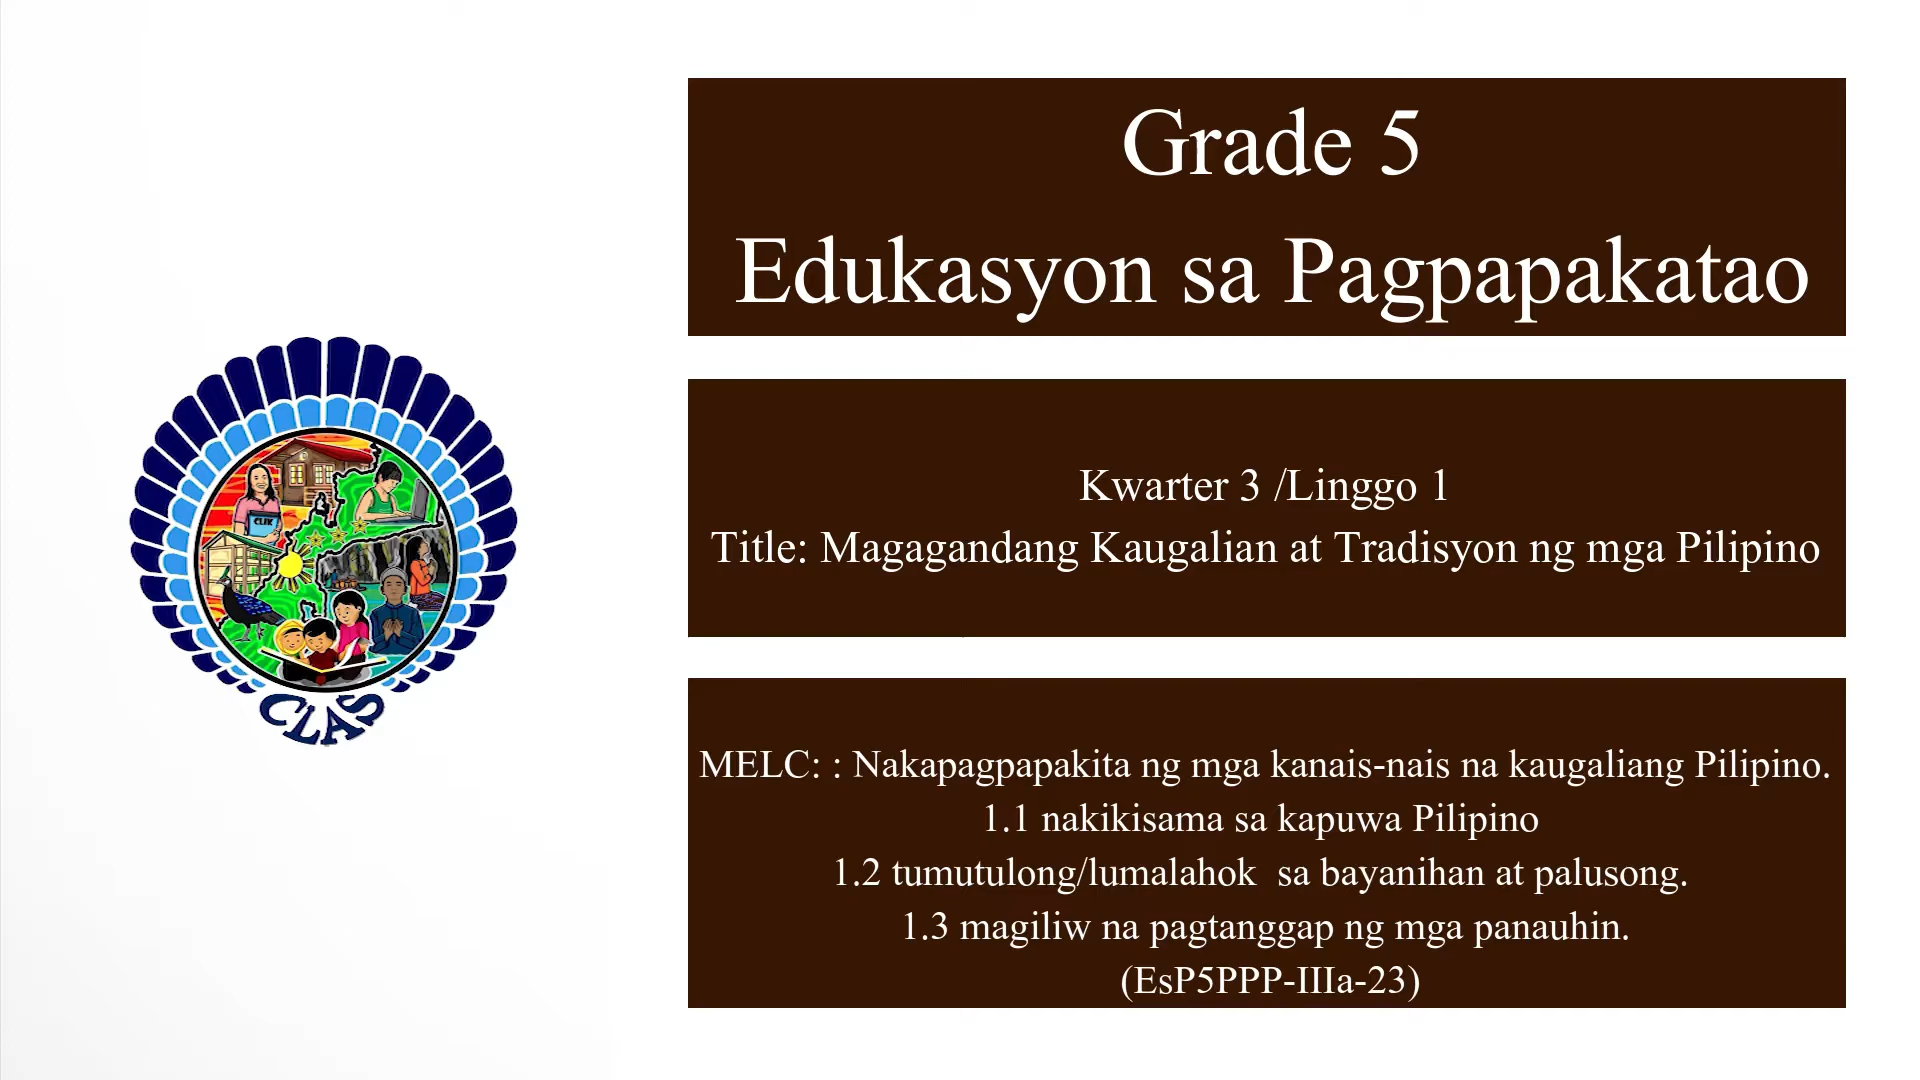 Grade 5
Edukasyon sa Pagpapakatao
Kwarter 3 /Linggo 1
Title: Magagandang Kaugalian at Tradisyon ng mga Pilipino
MELC: : Nakapagpapakita ng mga kanais-nais na kaugaliang Pilipino.
1.1 nakikisama sa kapuwa Pilipino
1.2 tumutulong/lumalahok  sa bayanihan at palusong.
1.3 magiliw na pagtanggap ng mga panauhin.
(EsP5PPP-IIIa-23)
CLIK
CLAS